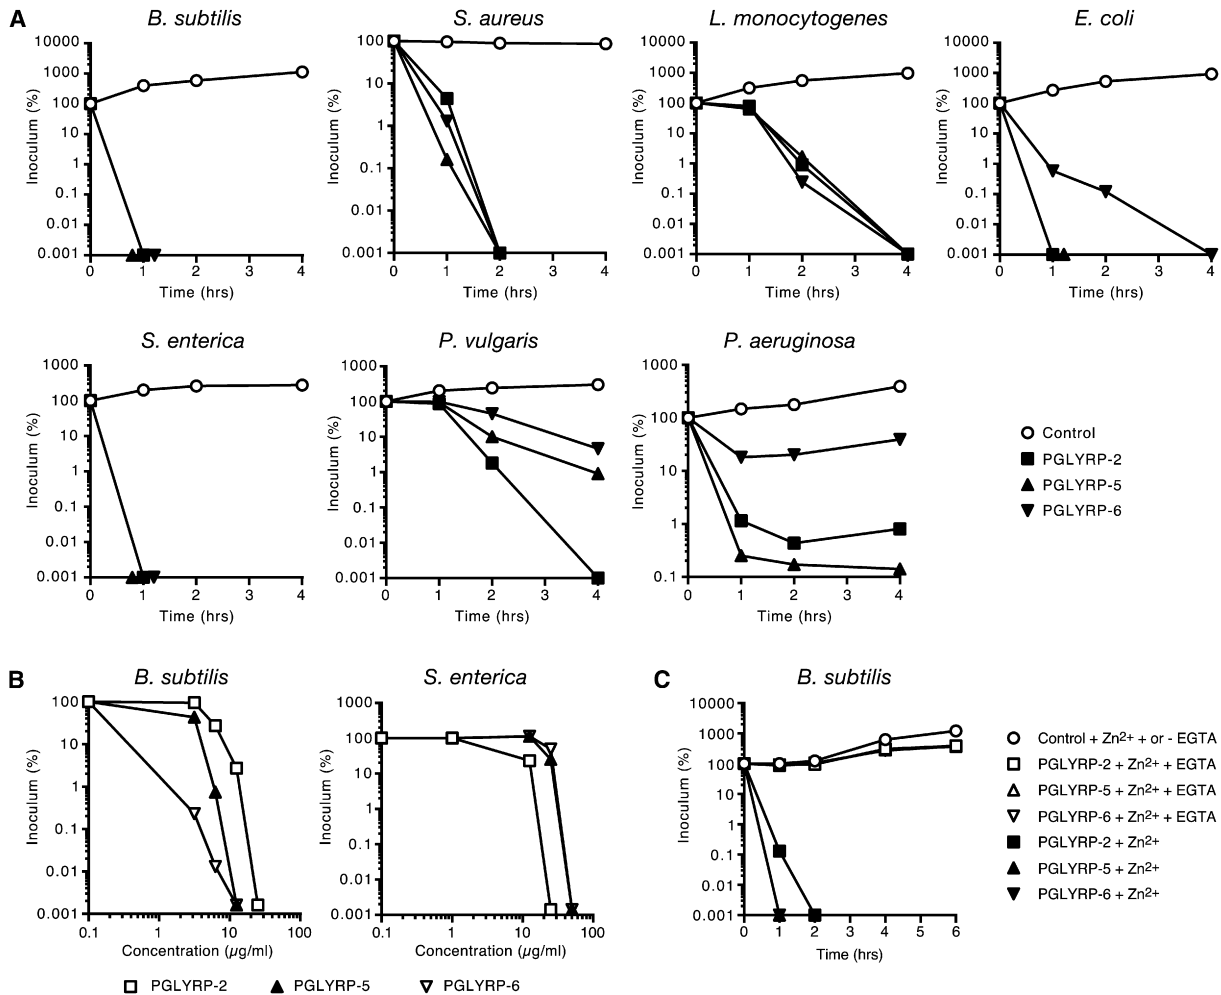 A
B. subtilis
S. aureus
L. monocytogenes
E. coli
10000
1000
100
10
1
0.1
0.01
0.001
Inoculum (%)
0 1 2 3 4
Time (hrs)
100
10
1
0.1
0.01
0.001
Inoculum (%)
0 1 2 3 4
Time (hrs)
10000
1000
100
10
1
0.1
0.01
0.001
Inoculum (%)
0 1 2 3 4
Time (hrs)
10000
1000
100
10
1
0.1
0.01
0.001
Inoculum (%)
0 1 2 3 4
Time (hrs)
S. enterica
P. vulgaris
P. aeruginosa
1000
100
10
1
0.1
0.01
0.001
Inoculum (%)
0 1 2 3 4
Time (hrs)
1000
100
10
1
0.1
0.01
0.001
Inoculum (%)
0 1 2 3 4
Time (hrs)
1000
100
10
1
0.1
Inoculum (%)
0 1 2 3 4
Time (hrs)
Control
PGLYRP-2
PGLYRP-5
PGLYRP-6
B
B. subtilis
S. enterica
100
10
1
0.1
0.01
0.001
Inoculum (%)
0.1 1 10 100
Concentration (µg/ml)
1000
100
10
1
0.1
0.01
0.001
Inoculum (%)
0.1 1 10 100
Concentration (µg/ml)
PGLYRP-2 PGLYRP-5 PGLYRP-6
C
B. subtilis
10000
1000
100
10
1
0.1
0.01
0.001
Inoculum (%)
0 1 2 4 5 6
Time (hrs)
Control + Zn2+ + or - EGTA
PGLYRP-2 + Zn2+ + EGTA
PGLYRP-5 + Zn2+ + EGTA
PGLYRP-6 + Zn2+ + EGTA
PGLYRP-2 + Zn2+
PGLYRP-5 + Zn2+
PGLYRP-6 + Zn2+